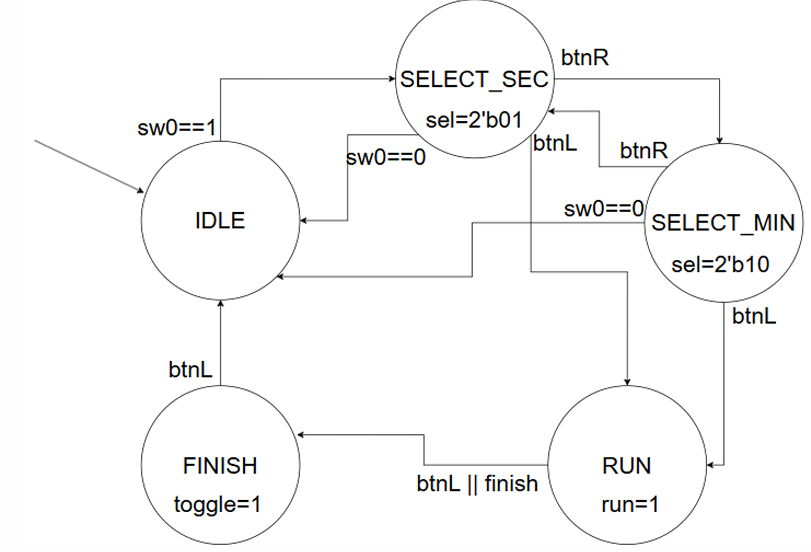 btnR
SELECT_SEC
sel=2'b01
sw0==1
sw0==0
btnL
btnR
sw0==0
IDLE
SELECT_MIN
sel=2'b10
btnL
btnL
FINISH
toggle=1
btnL || finish
RUN
run=1